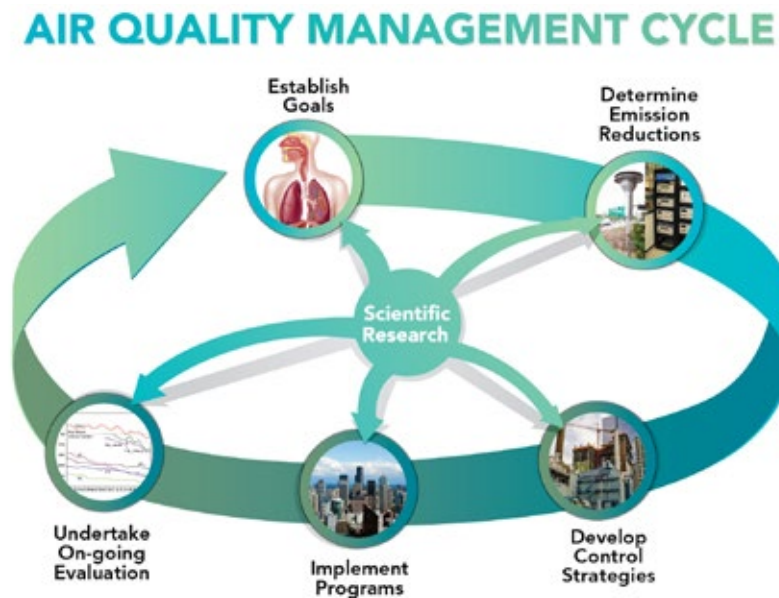 AIR QUALITY MANAGEMENT CYCLE
Establish
Goals
Determine
Emission
Reductions
Scientific
Research
Undertake
On-going
Evaluation
Implement
Programs
Develop
Control
Strategies